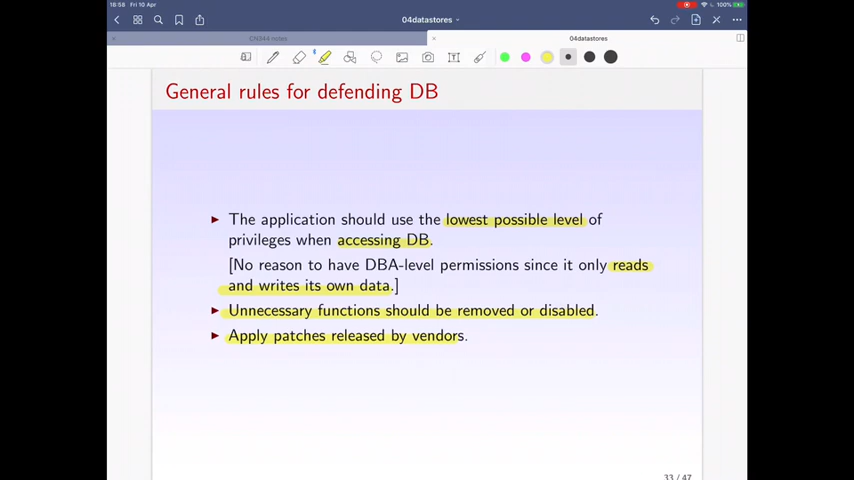 18:58 Fri 10 Apr
100%
04datastores
CN344 notes
04datastores
General rules for defending DB
The application should use the lowest possible level of
privileges when accessing DB.
[No reason to have DBA-level permissions since it only reads
and writes its own data.]
Unnecessary functions should be removed or disabled.
Apply patches released by vendors.
33 / 47